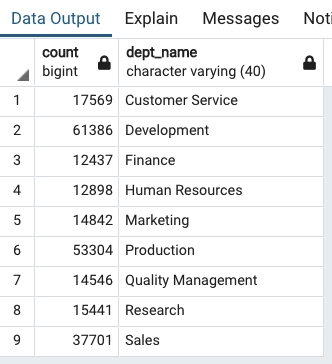 Data Output Explain Messages Noti
count dept_name
bigint character varying (40)
1 17569 Customer Service
2 61386 Development
3 12437 Finance
4 12898 Human Resources
5 14842 Marketing
6 53304 Production
7 14546 Quality Management
8 15441 Research
9 37701 Sales